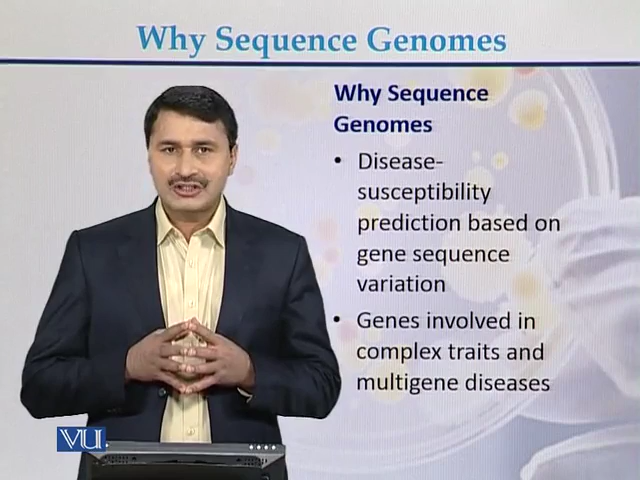 Why Sequence Genomes
Why Sequence
Genomes
• Disease-
susceptibility
prediction based on
gene sequence
variation
• Genes involved in
complex traits and
multigene diseases
VU.